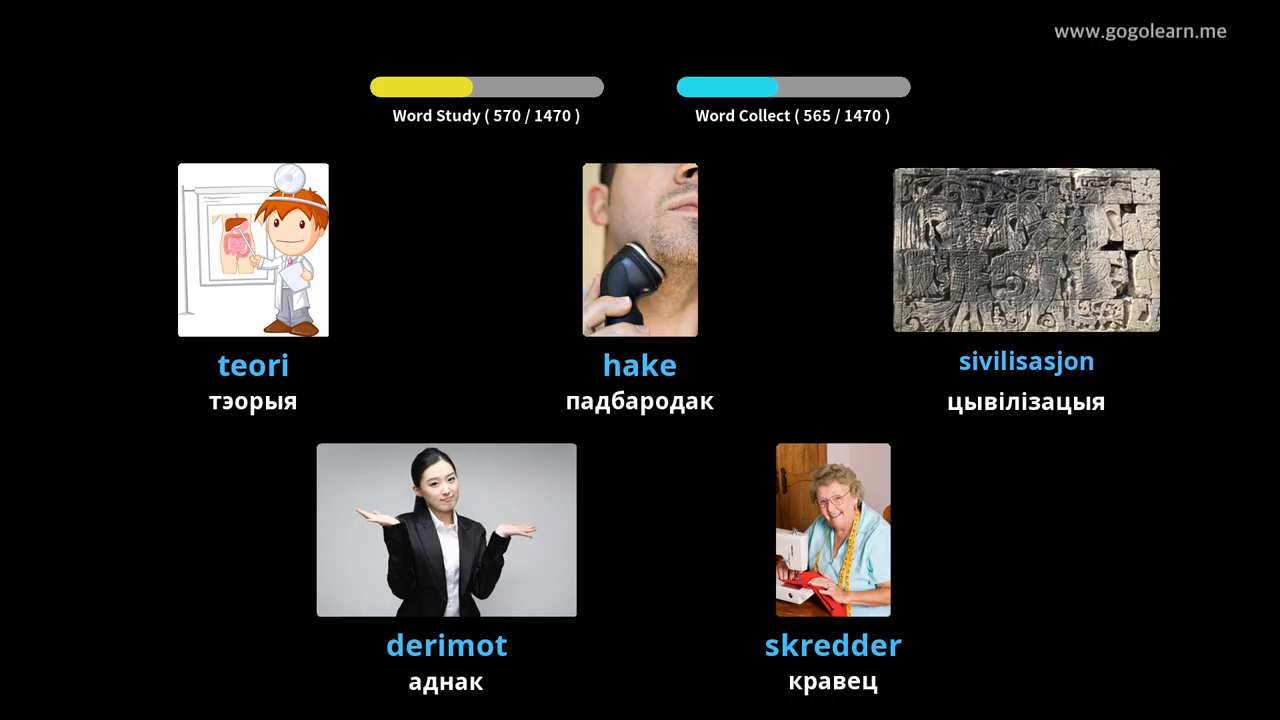 www.gogolearn.me
Word Study ( 570 / 1470 )
Word Collect ( 565 / 1470 )
teori
тэорыя
hake
падбародак
sivilisasjon
цывілізацыя
derimot
аднак
skredder
кравец